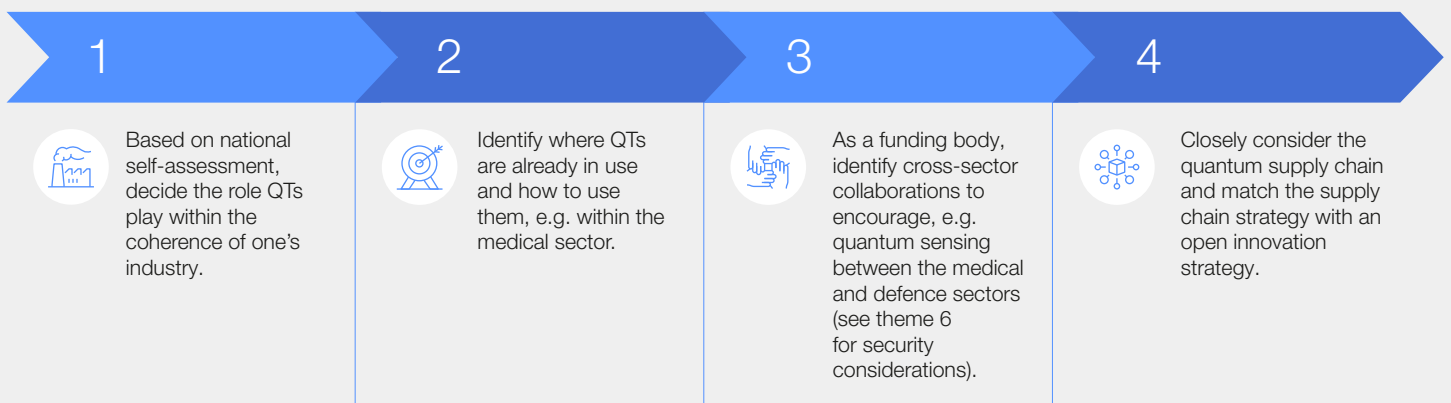 1
Based on national
self-assessment,
decide the role QTs
play within the
coherence of one's
industry.
2
Identify where QTs
are already in use
and how to use
them, e.g. within the
medical sector.
3
As a funding body,
identify cross-sector
collaborations to
encourage, e.g.
quantum sensing
between the medical
and defence sectors
(see theme 6
for security
considerations).
4
Closely consider the
quantum supply chain
and match the supply
chain strategy with an
open innovation
strategy.